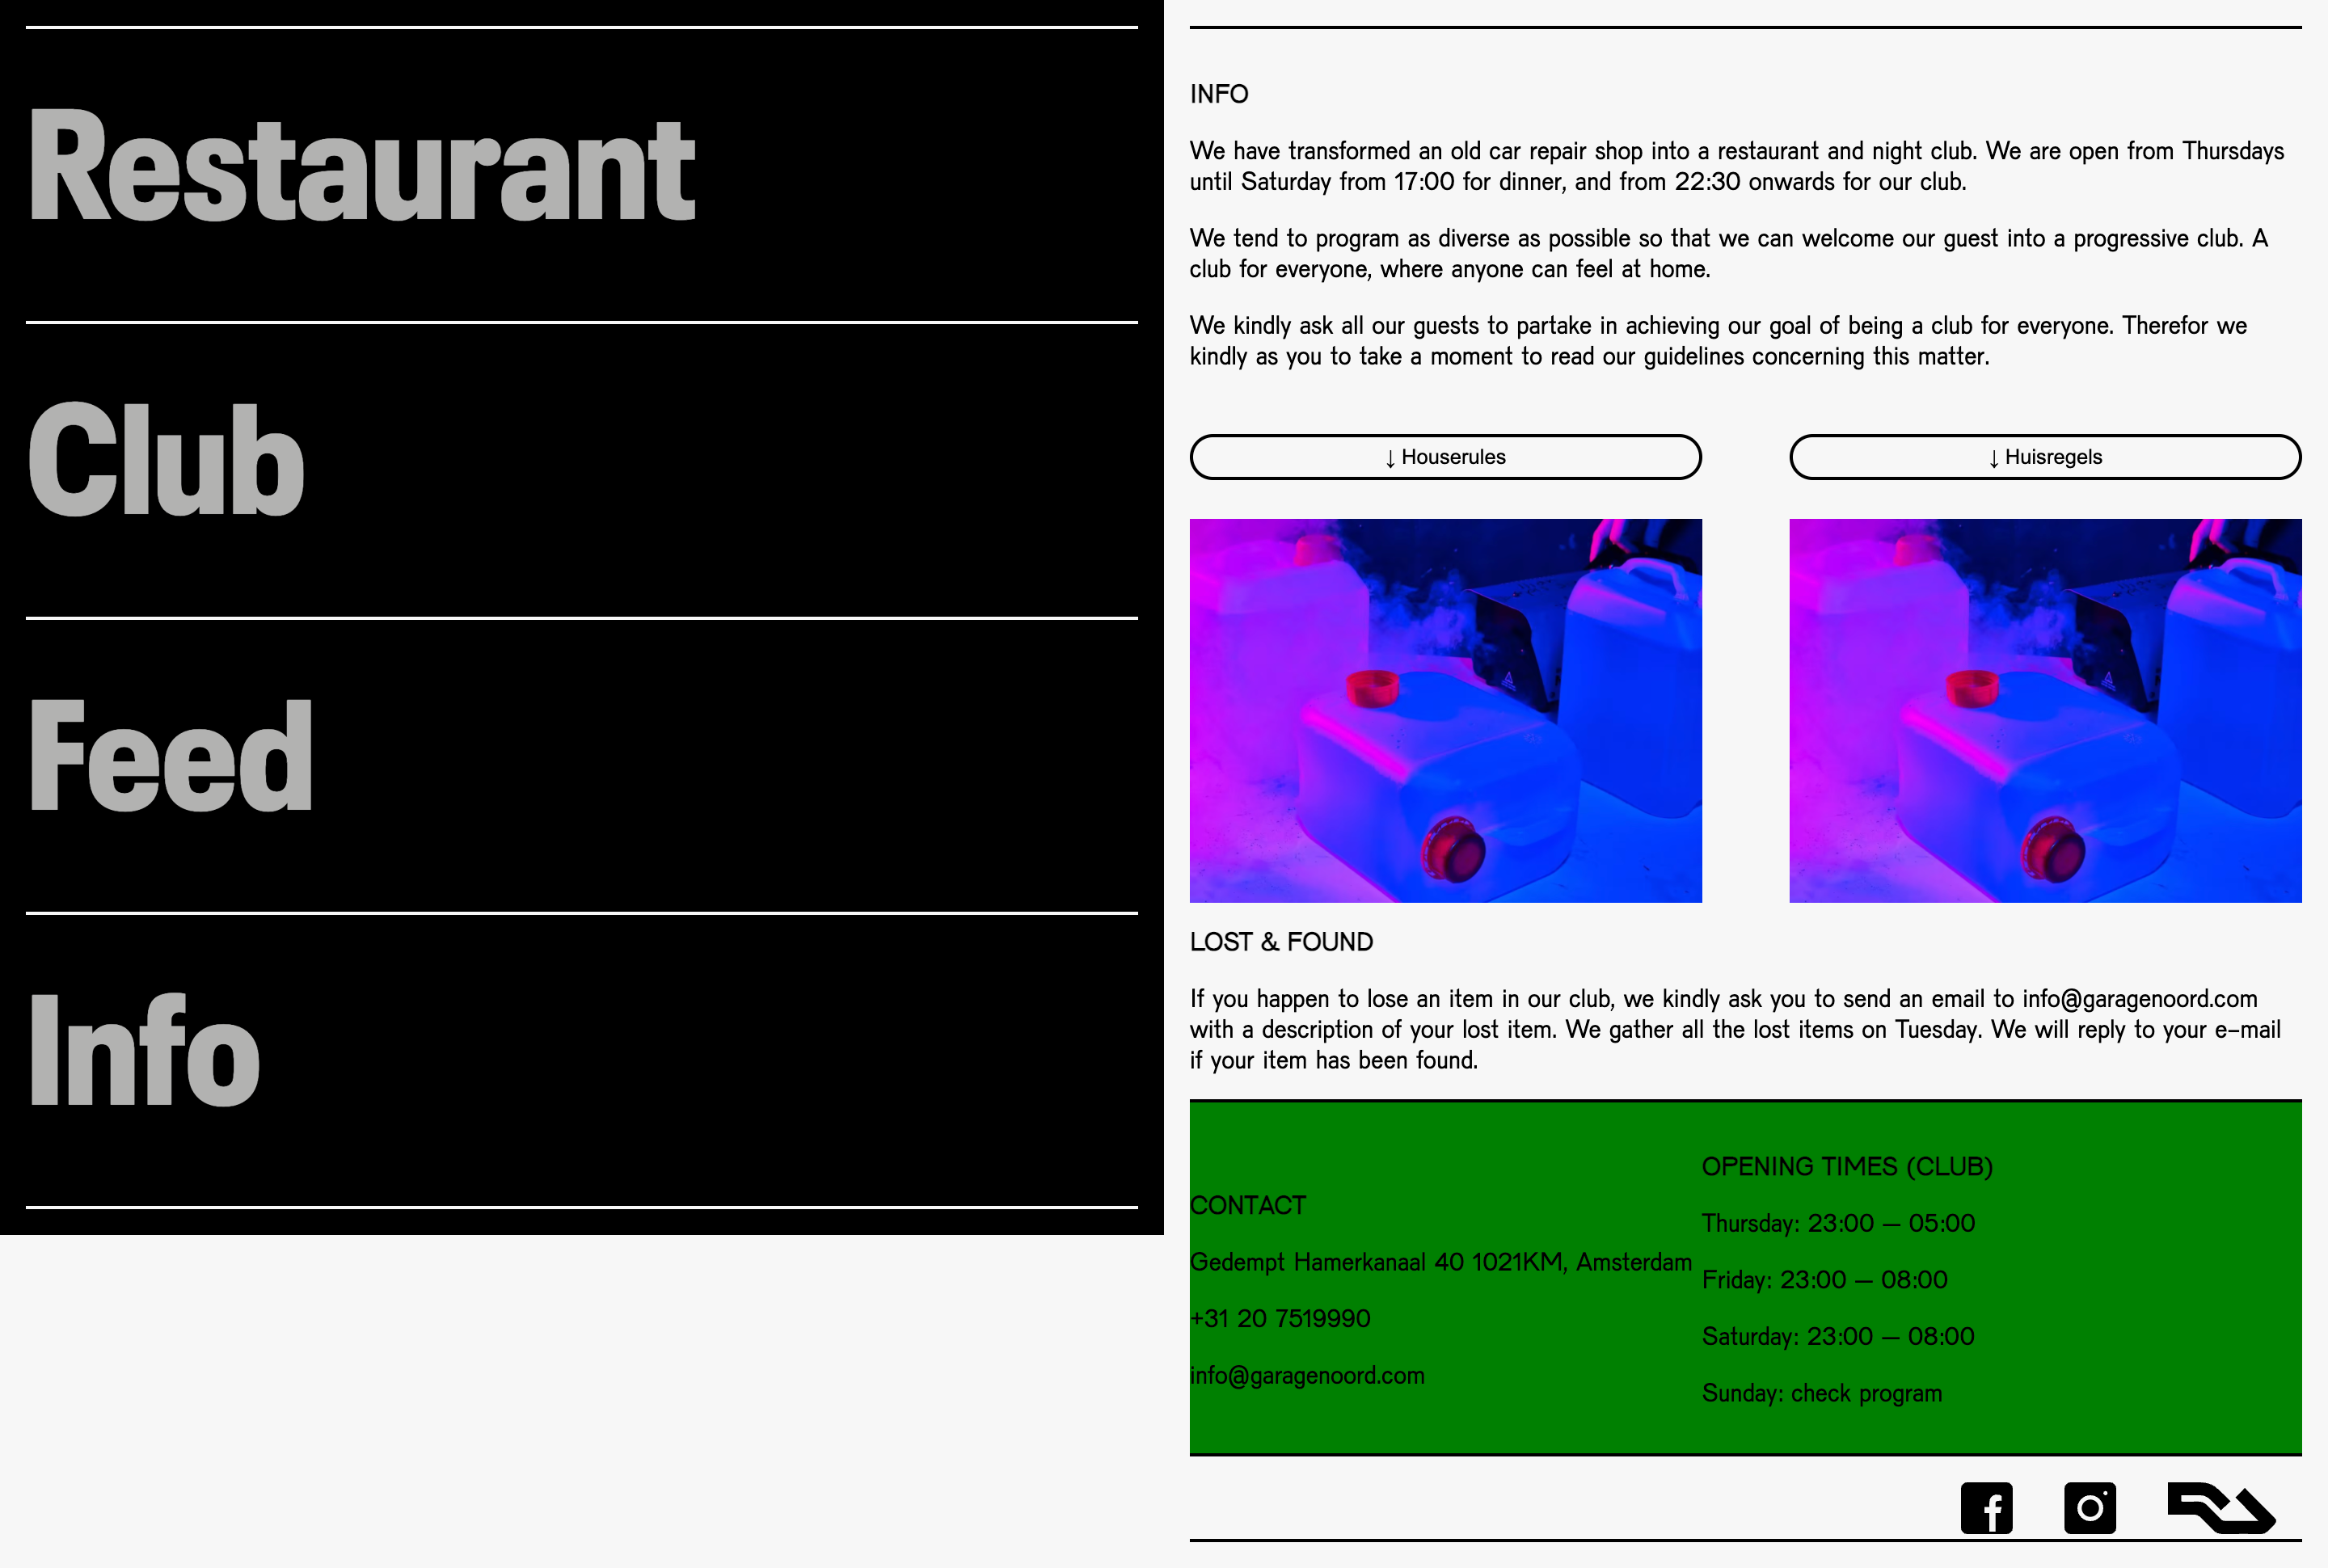 Restaurant
Club
Feed
Info
INFO
We have transformed an old car repair shop into a restaurant and night club. We are open from Thursdays
until Saturday from 17:00 for dinner, and from 22:30 onwards for our club.
We tend to program as diverse as possible so that we can welcome our guest into a progressive club. A
club for everyone, where anyone can feel at home.
We kindly ask all our guests to partake in achieving our goal of being a club for everyone. Therefor we
kindly as you to take a moment to read our guidelines concerning this matter.
↓ Houserules
↓ Huisregels
LOST & FOUND
If you happen to lose an item in our club, we kindly ask you to send an email to info@garagenoord.com
with a description of your lost item. We gather all the lost items on Tuesday. We will reply to your e-mail
if your item has been found.
CONTACT
Gedempt Hamerkanaal 40 1021KM, Amsterdam
+31 20 7519990
info@garagenoord.com
OPENING TIMES (CLUB)
Thursday: 23:00 — 05:00
Friday: 23:00 — 08:00
Saturday: 23:00 — 08:00
Sunday: check program